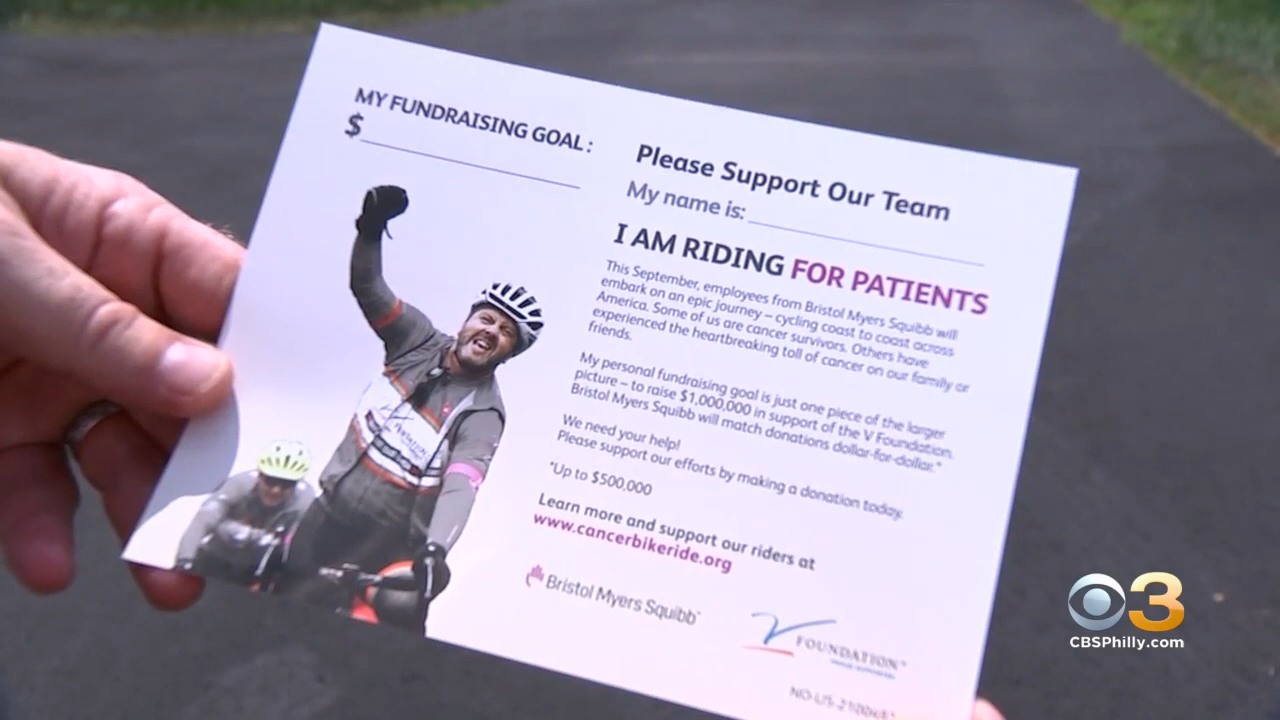 MY FUNDRAISING GOAL :
$
Please Support Our Team
My name is:
I AM RIDING FOR PATIENTS
This September, employees from Bristol Myers Squibb will
embark on an epic journey – cycling coast to coast across
America. Some of us are cancer survivors. Others have
experienced the heartbreaking toll of cancer on our family or
friends.
My personal fundraising goal is just one piece of the larger
picture – to raise $1,000,000 in support of the V Foundation.
Bristol Myers Squibb will match donations dollar-for-dollar.*
We need your help!
Please support our efforts by making a donation today.
*Up to $500,000
Learn more and support our riders at
www.cancerbikeride.org
Bristol Myers Squibb
V FOUNDATION
3
CBSPhilly.com